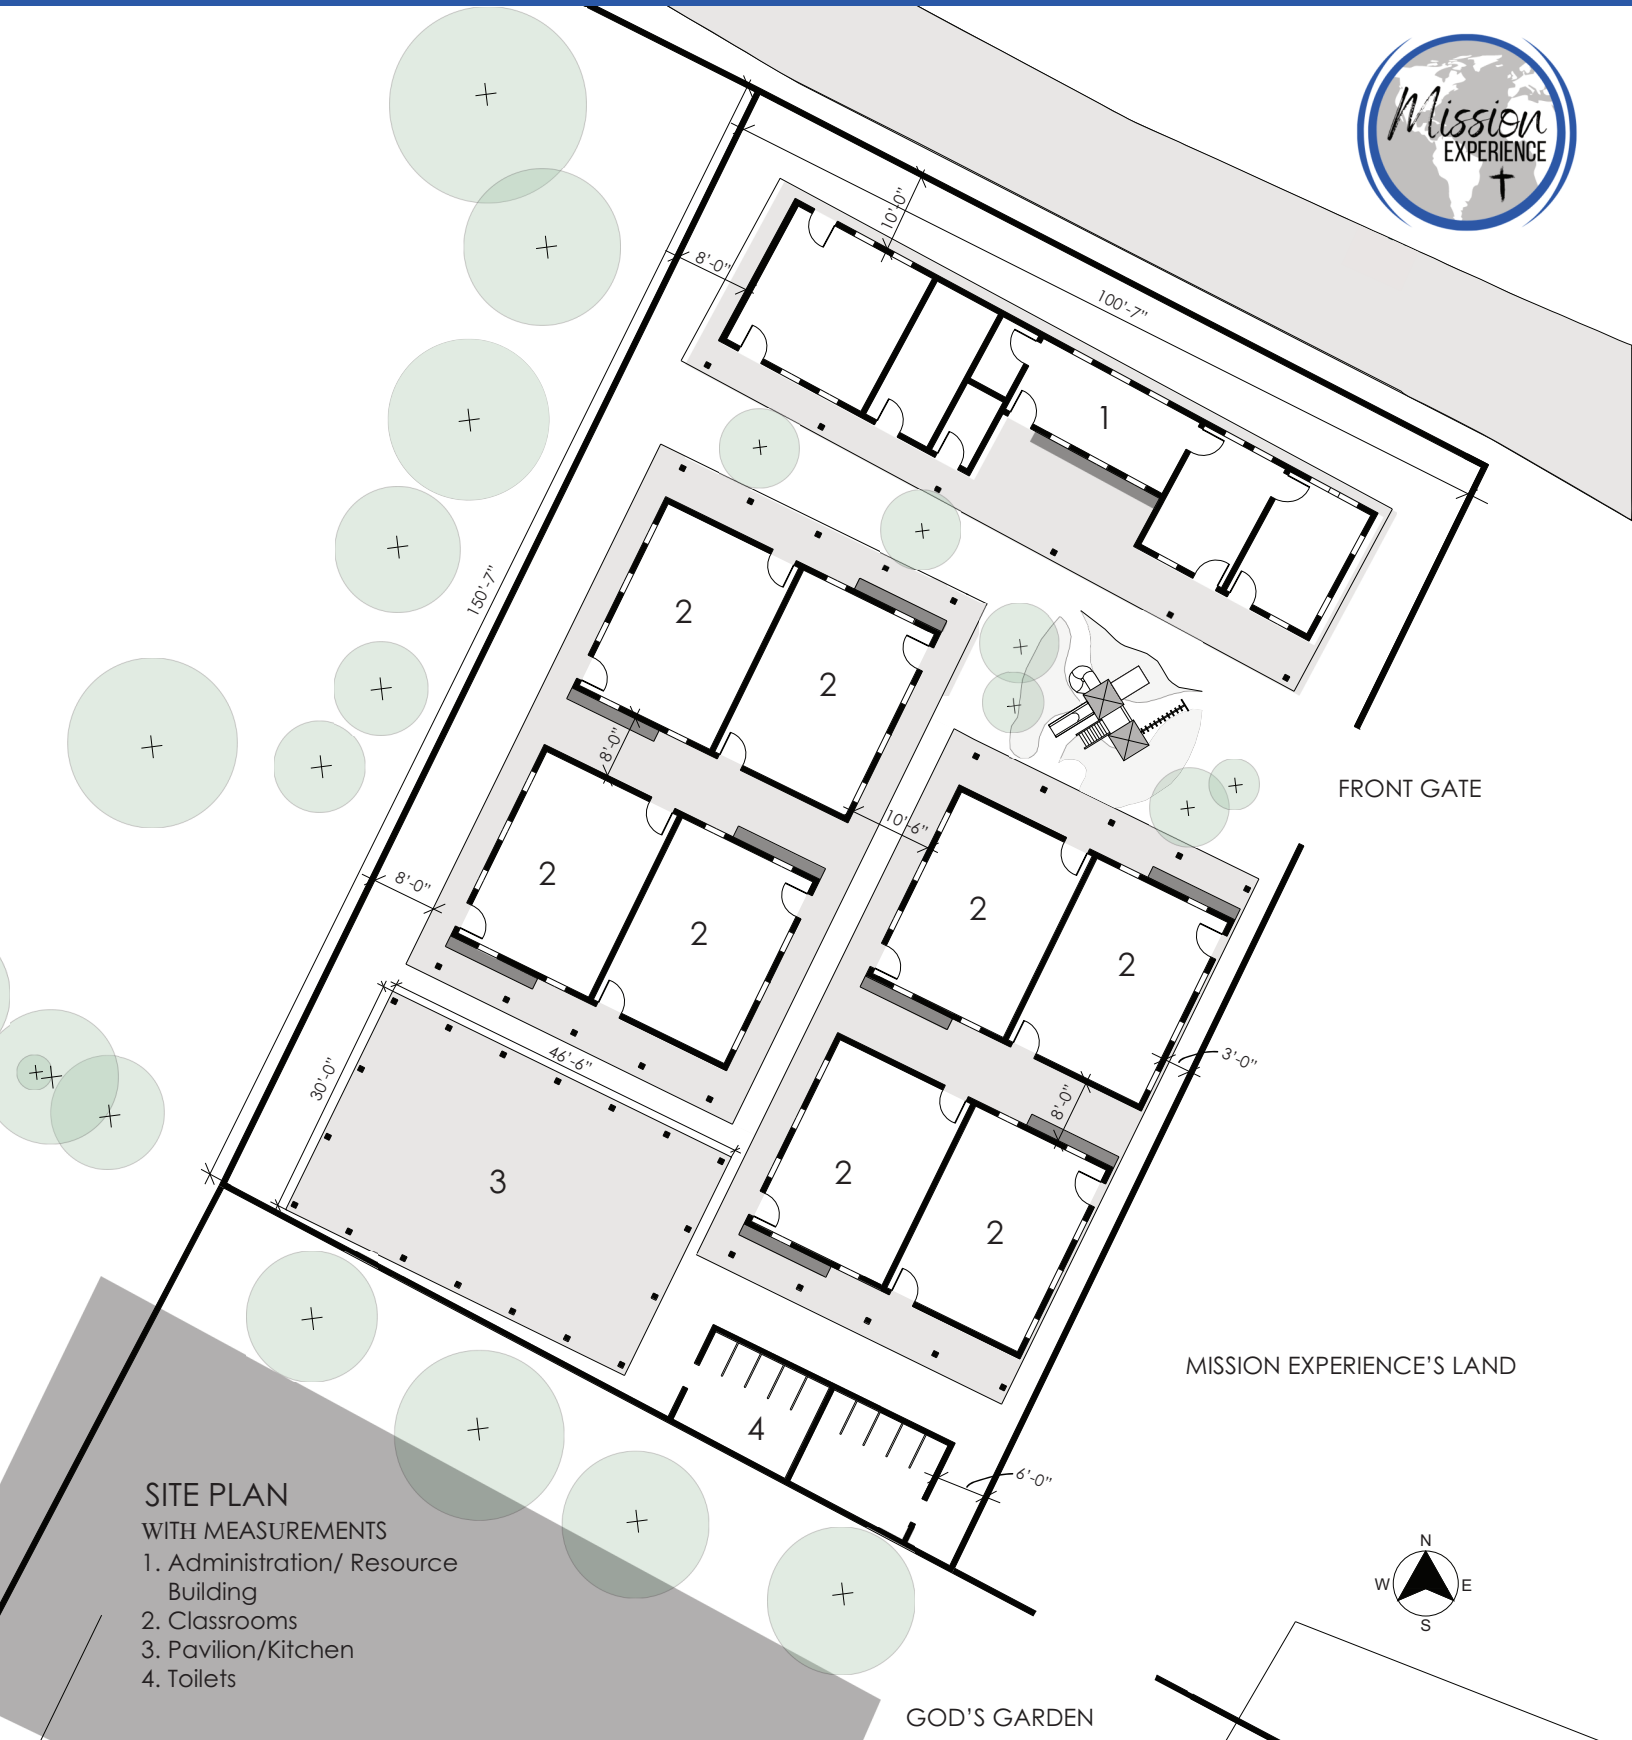 Mission
EXPERIENCE
10'-0"
8'-0"
100'-7"
1
150'-7"
2
2
8'-0"
10'-6"
FRONT GATE
2
8'-0"
2
2
2
3'-0"
46'-6"
30'-0"
8'-0"
3
2
2
MISSION EXPERIENCE'S LAND
4
6'-0"
SITE PLAN
WITH MEASUREMENTS
1. Administration/ Resource
Building
2. Classrooms
3. Pavilion/Kitchen
4. Toilets
N
W E
S
GOD'S GARDEN